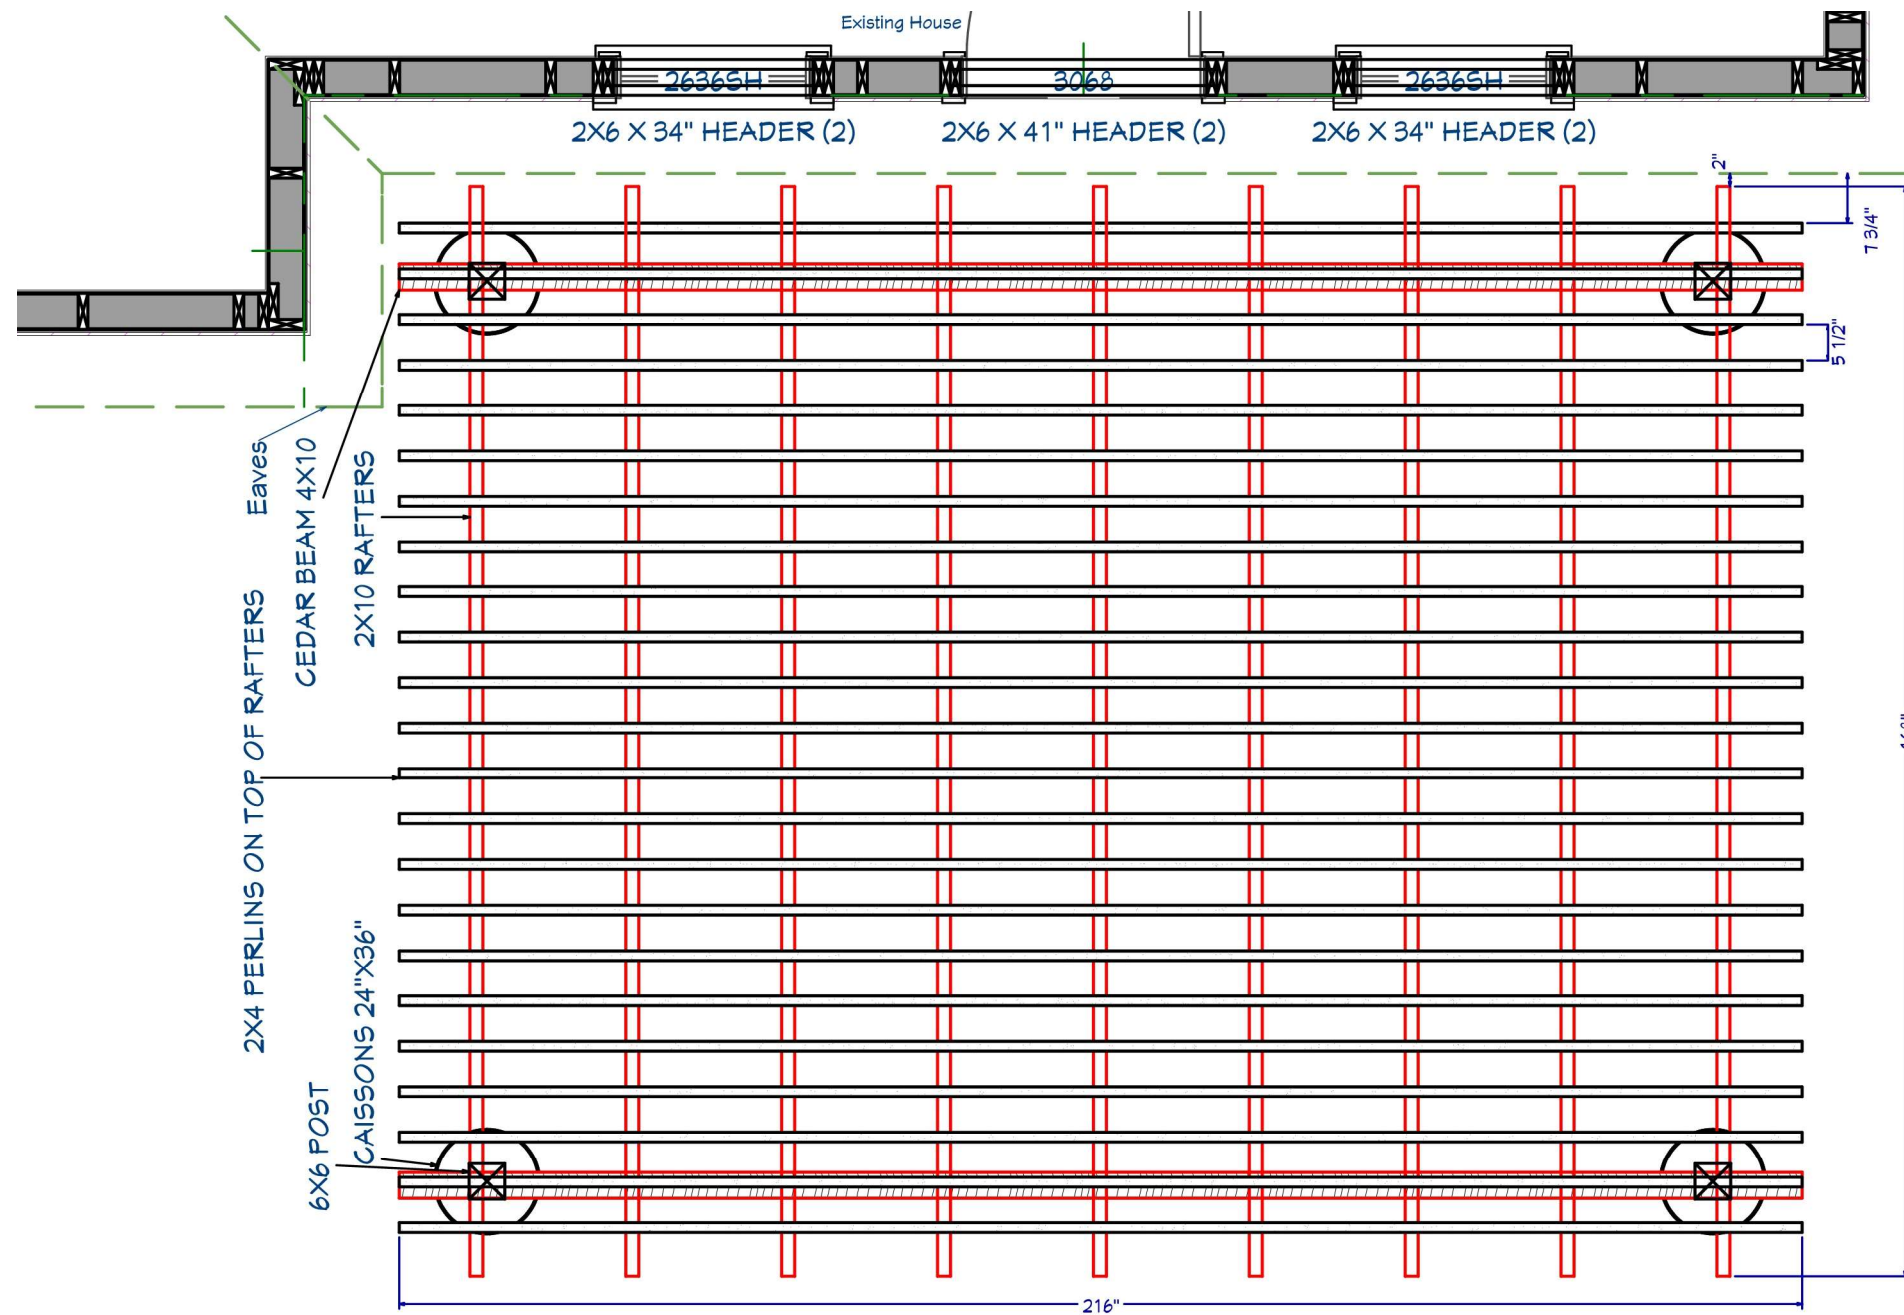 Existing House
2636SH
3068
2636SH
2X6 X 34" HEADER (2)
2X6 X 41" HEADER (2)
2X6 X 34" HEADER (2)
2"
7 3/4"
5 1/2"
Eaves
CEDAR BEAM 4X10
2X10 RAFTERS
2X4 PERLINS ON TOP OF RAFTERS
CAISSONS 24"X36"
6X6 POST
216"